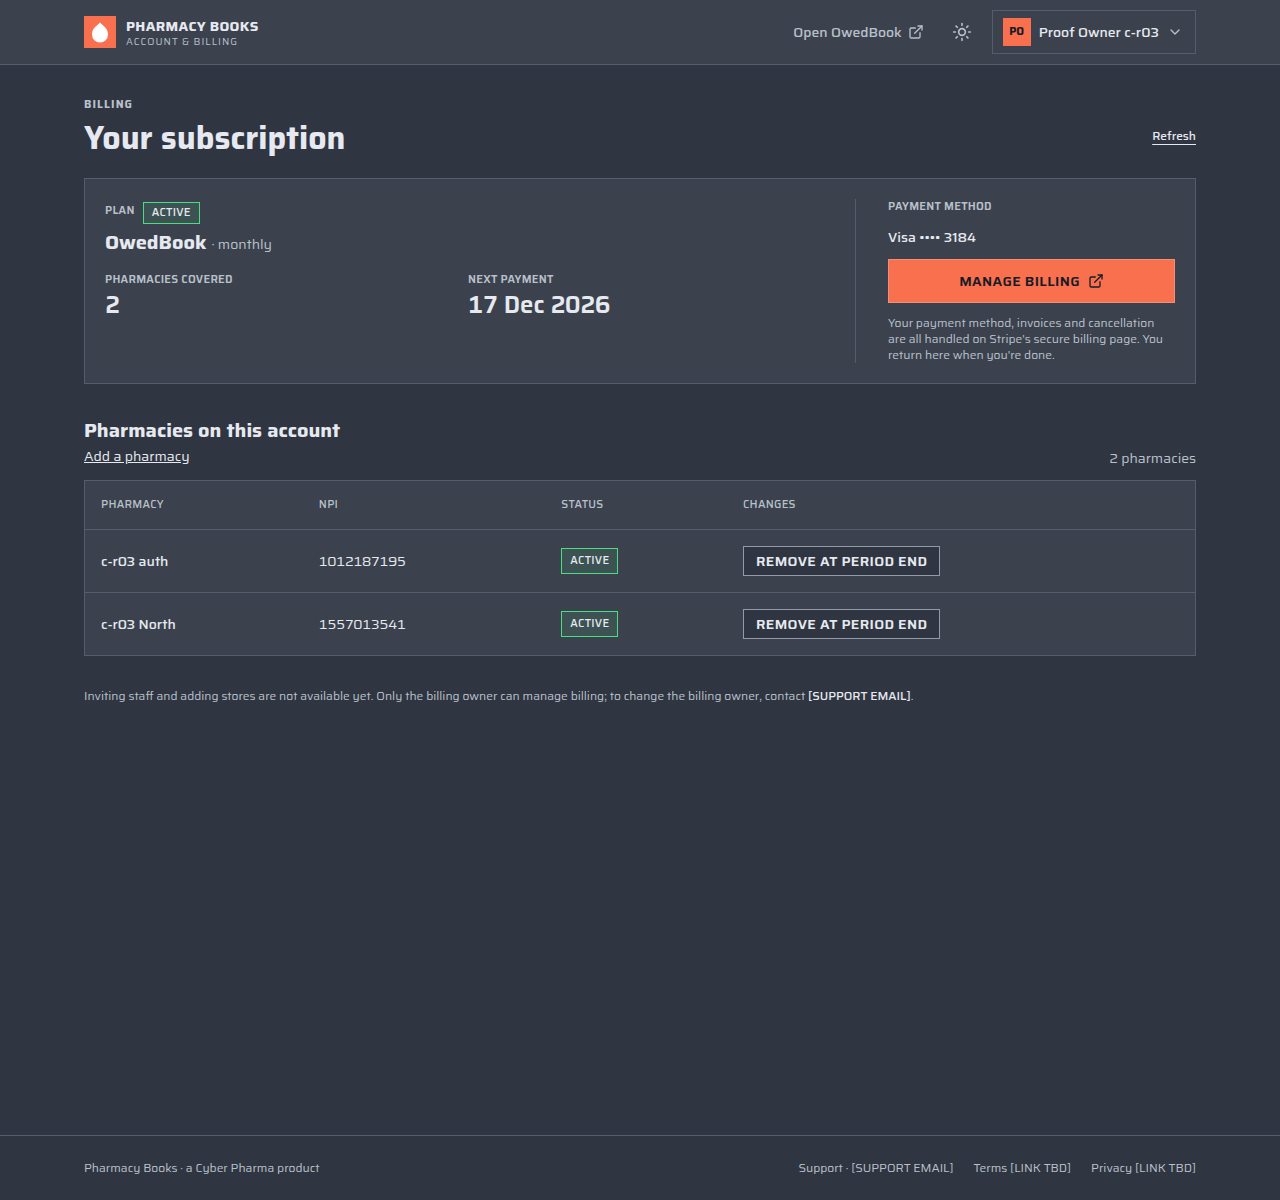 PHARMACY BOOKS
ACCOUNT & BILLING
Open OwedBook
PO
Proof Owner c-r03
BILLING
Your subscription
Refresh
PLAN
ACTIVE
OwedBook · monthly
PHARMACIES COVERED
2
NEXT PAYMENT
17 Dec 2026
PAYMENT METHOD
Visa •••• 3184
MANAGE BILLING
Your payment method, invoices and cancellation
are all handled on Stripe's secure billing page. You
return here when you're done.
Pharmacies on this account
Add a pharmacy
2 pharmacies
PHARMACY NPI STATUS CHANGES
c-r03 auth 1012187195 ACTIVE REMOVE AT PERIOD END
c-r03 North 1557013541 ACTIVE REMOVE AT PERIOD END
Inviting staff and adding stores are not available yet. Only the billing owner can manage billing; to change the billing owner, contact [SUPPORT EMAIL].
Pharmacy Books · a Cyber Pharma product
Support · [SUPPORT EMAIL]
Terms [LINK TBD]
Privacy [LINK TBD]